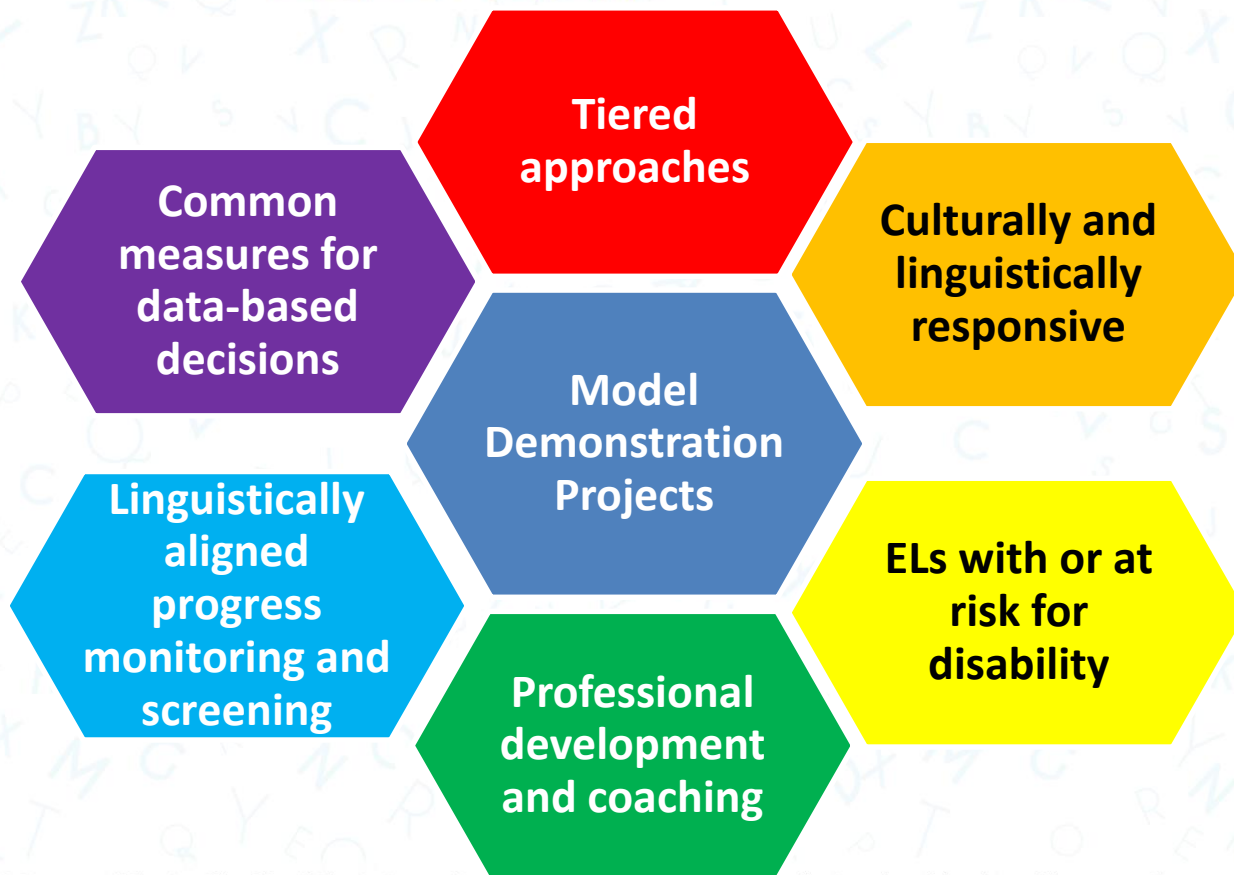 Tiered
approaches
Common
measures for
data-based
decisions
Culturally and
linguistically
responsive
Model
Demonstration
Projects
Linguistically
aligned
progress
monitoring and
screening
ELs with or at
risk for
disability
Professional
development
and coaching